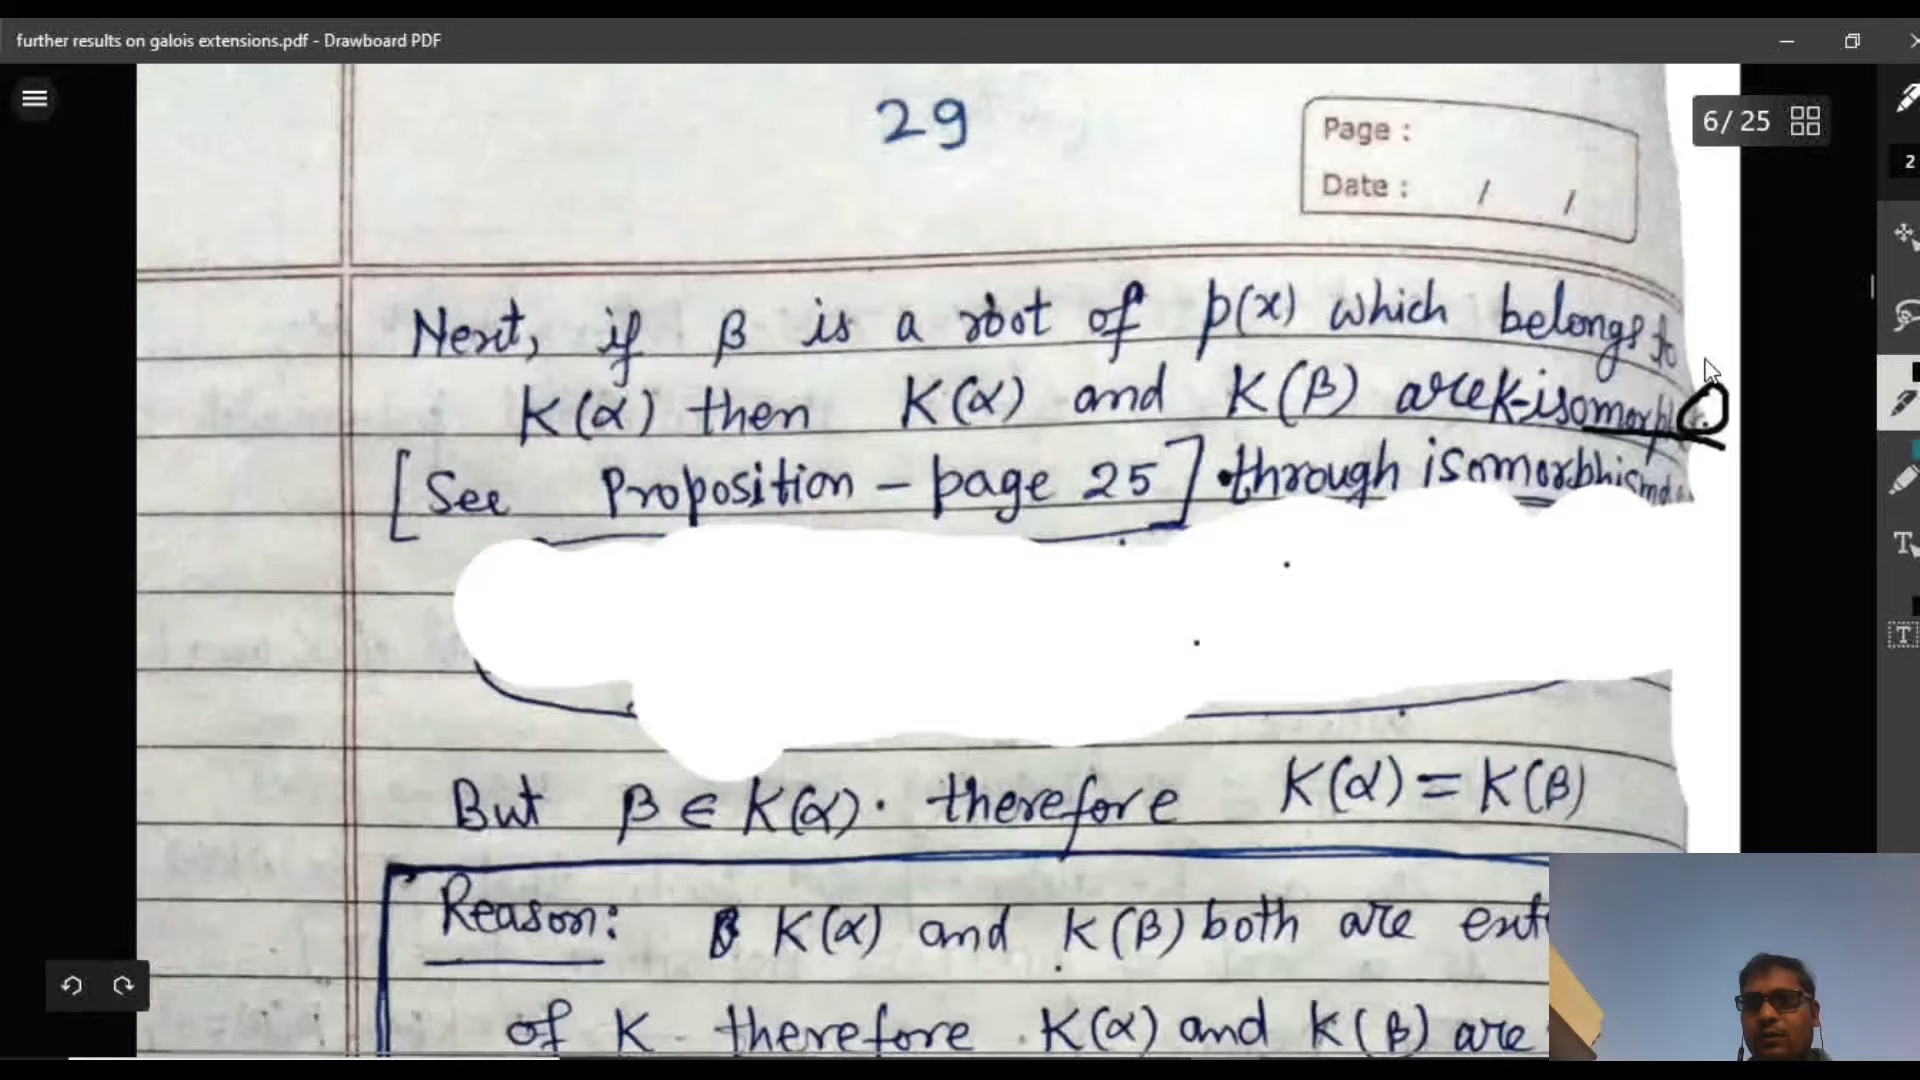 further results on galois extensions.pdf - Drawboard PDF
6/ 25
2
29
Page :
Date : / /
Next, if β is a root of p(x) which belongs to
K(α) then K(α) and K(β) are K-isomorphic.
[See Proposition - page 25] through isomorphism
But β ∈ K(α). therefore K(α) = K(β)
Reason: K(α) and K(β) both are
of K. therefore K(α) and K(β) are